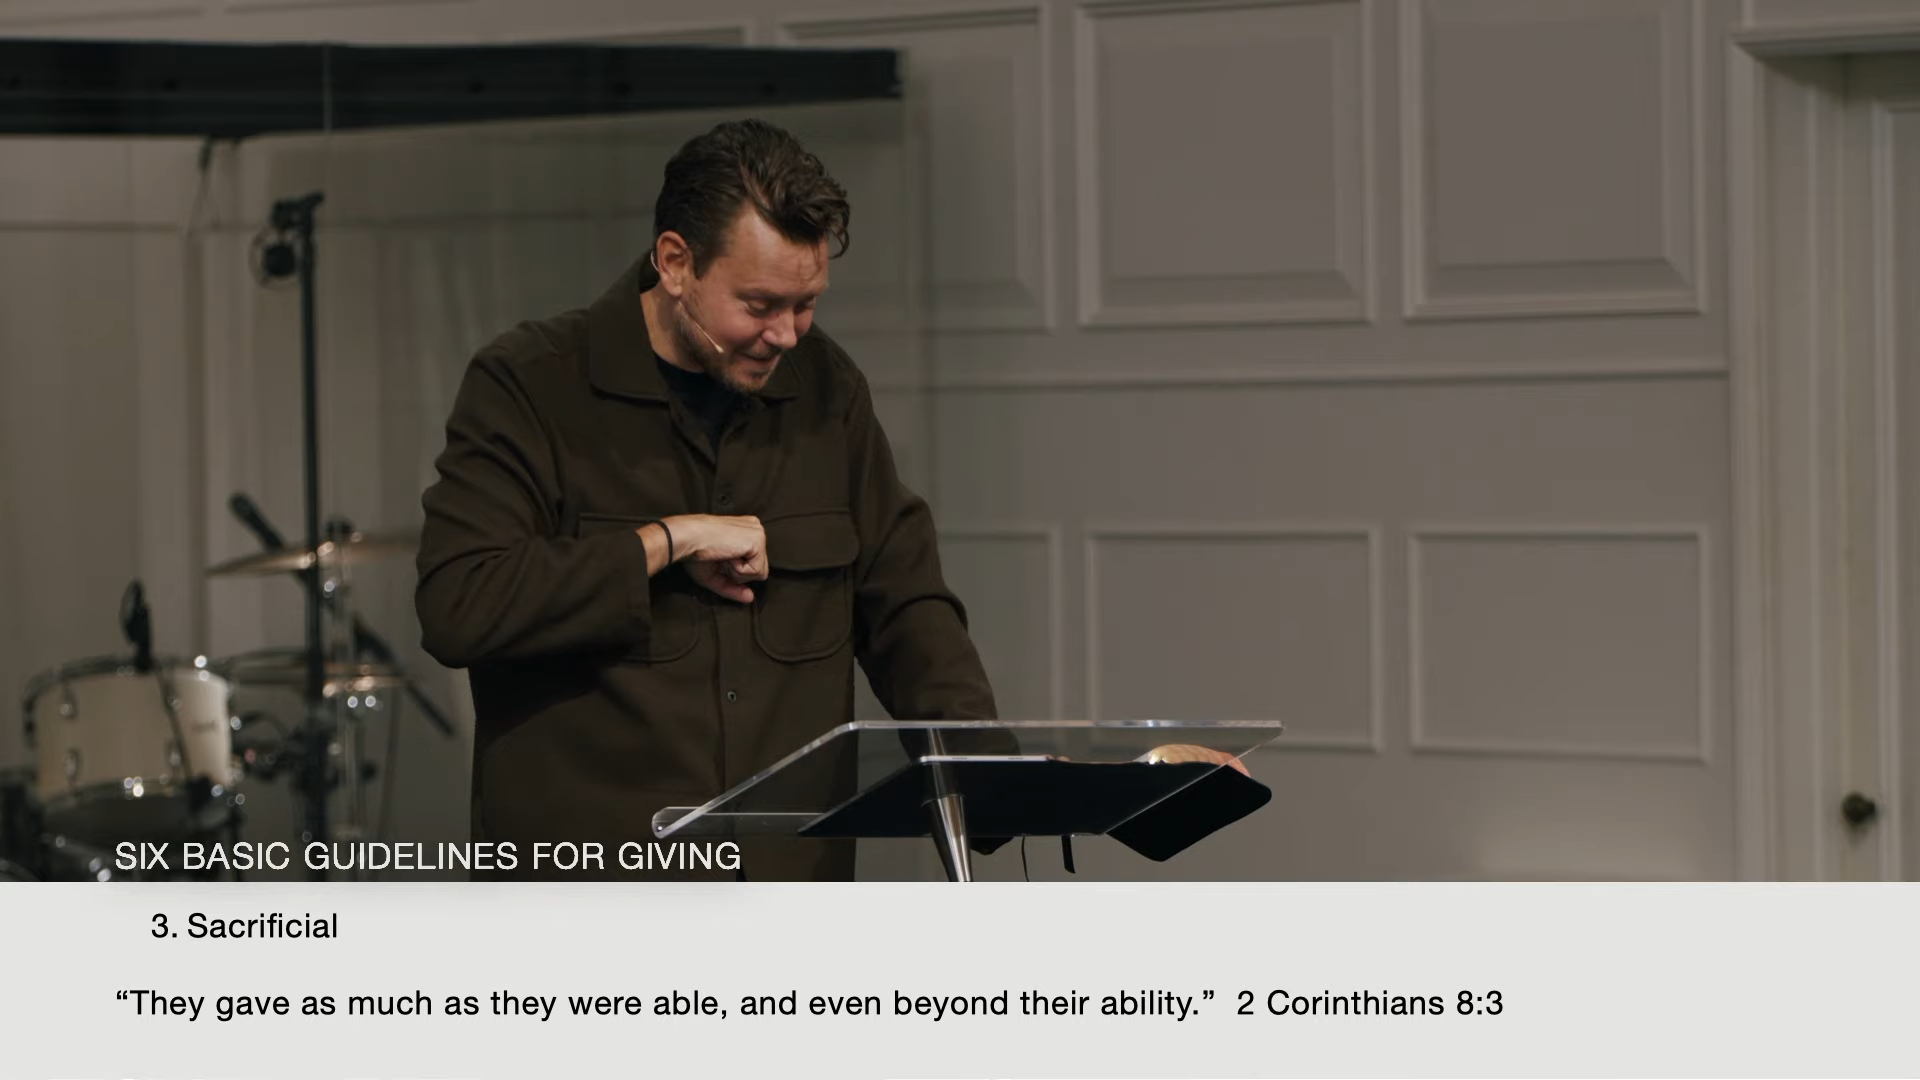 SIX BASIC GUIDELINES FOR GIVING
3. Sacrificial
“They gave as much as they were able, and even beyond their ability.”  2 Corinthians 8:3